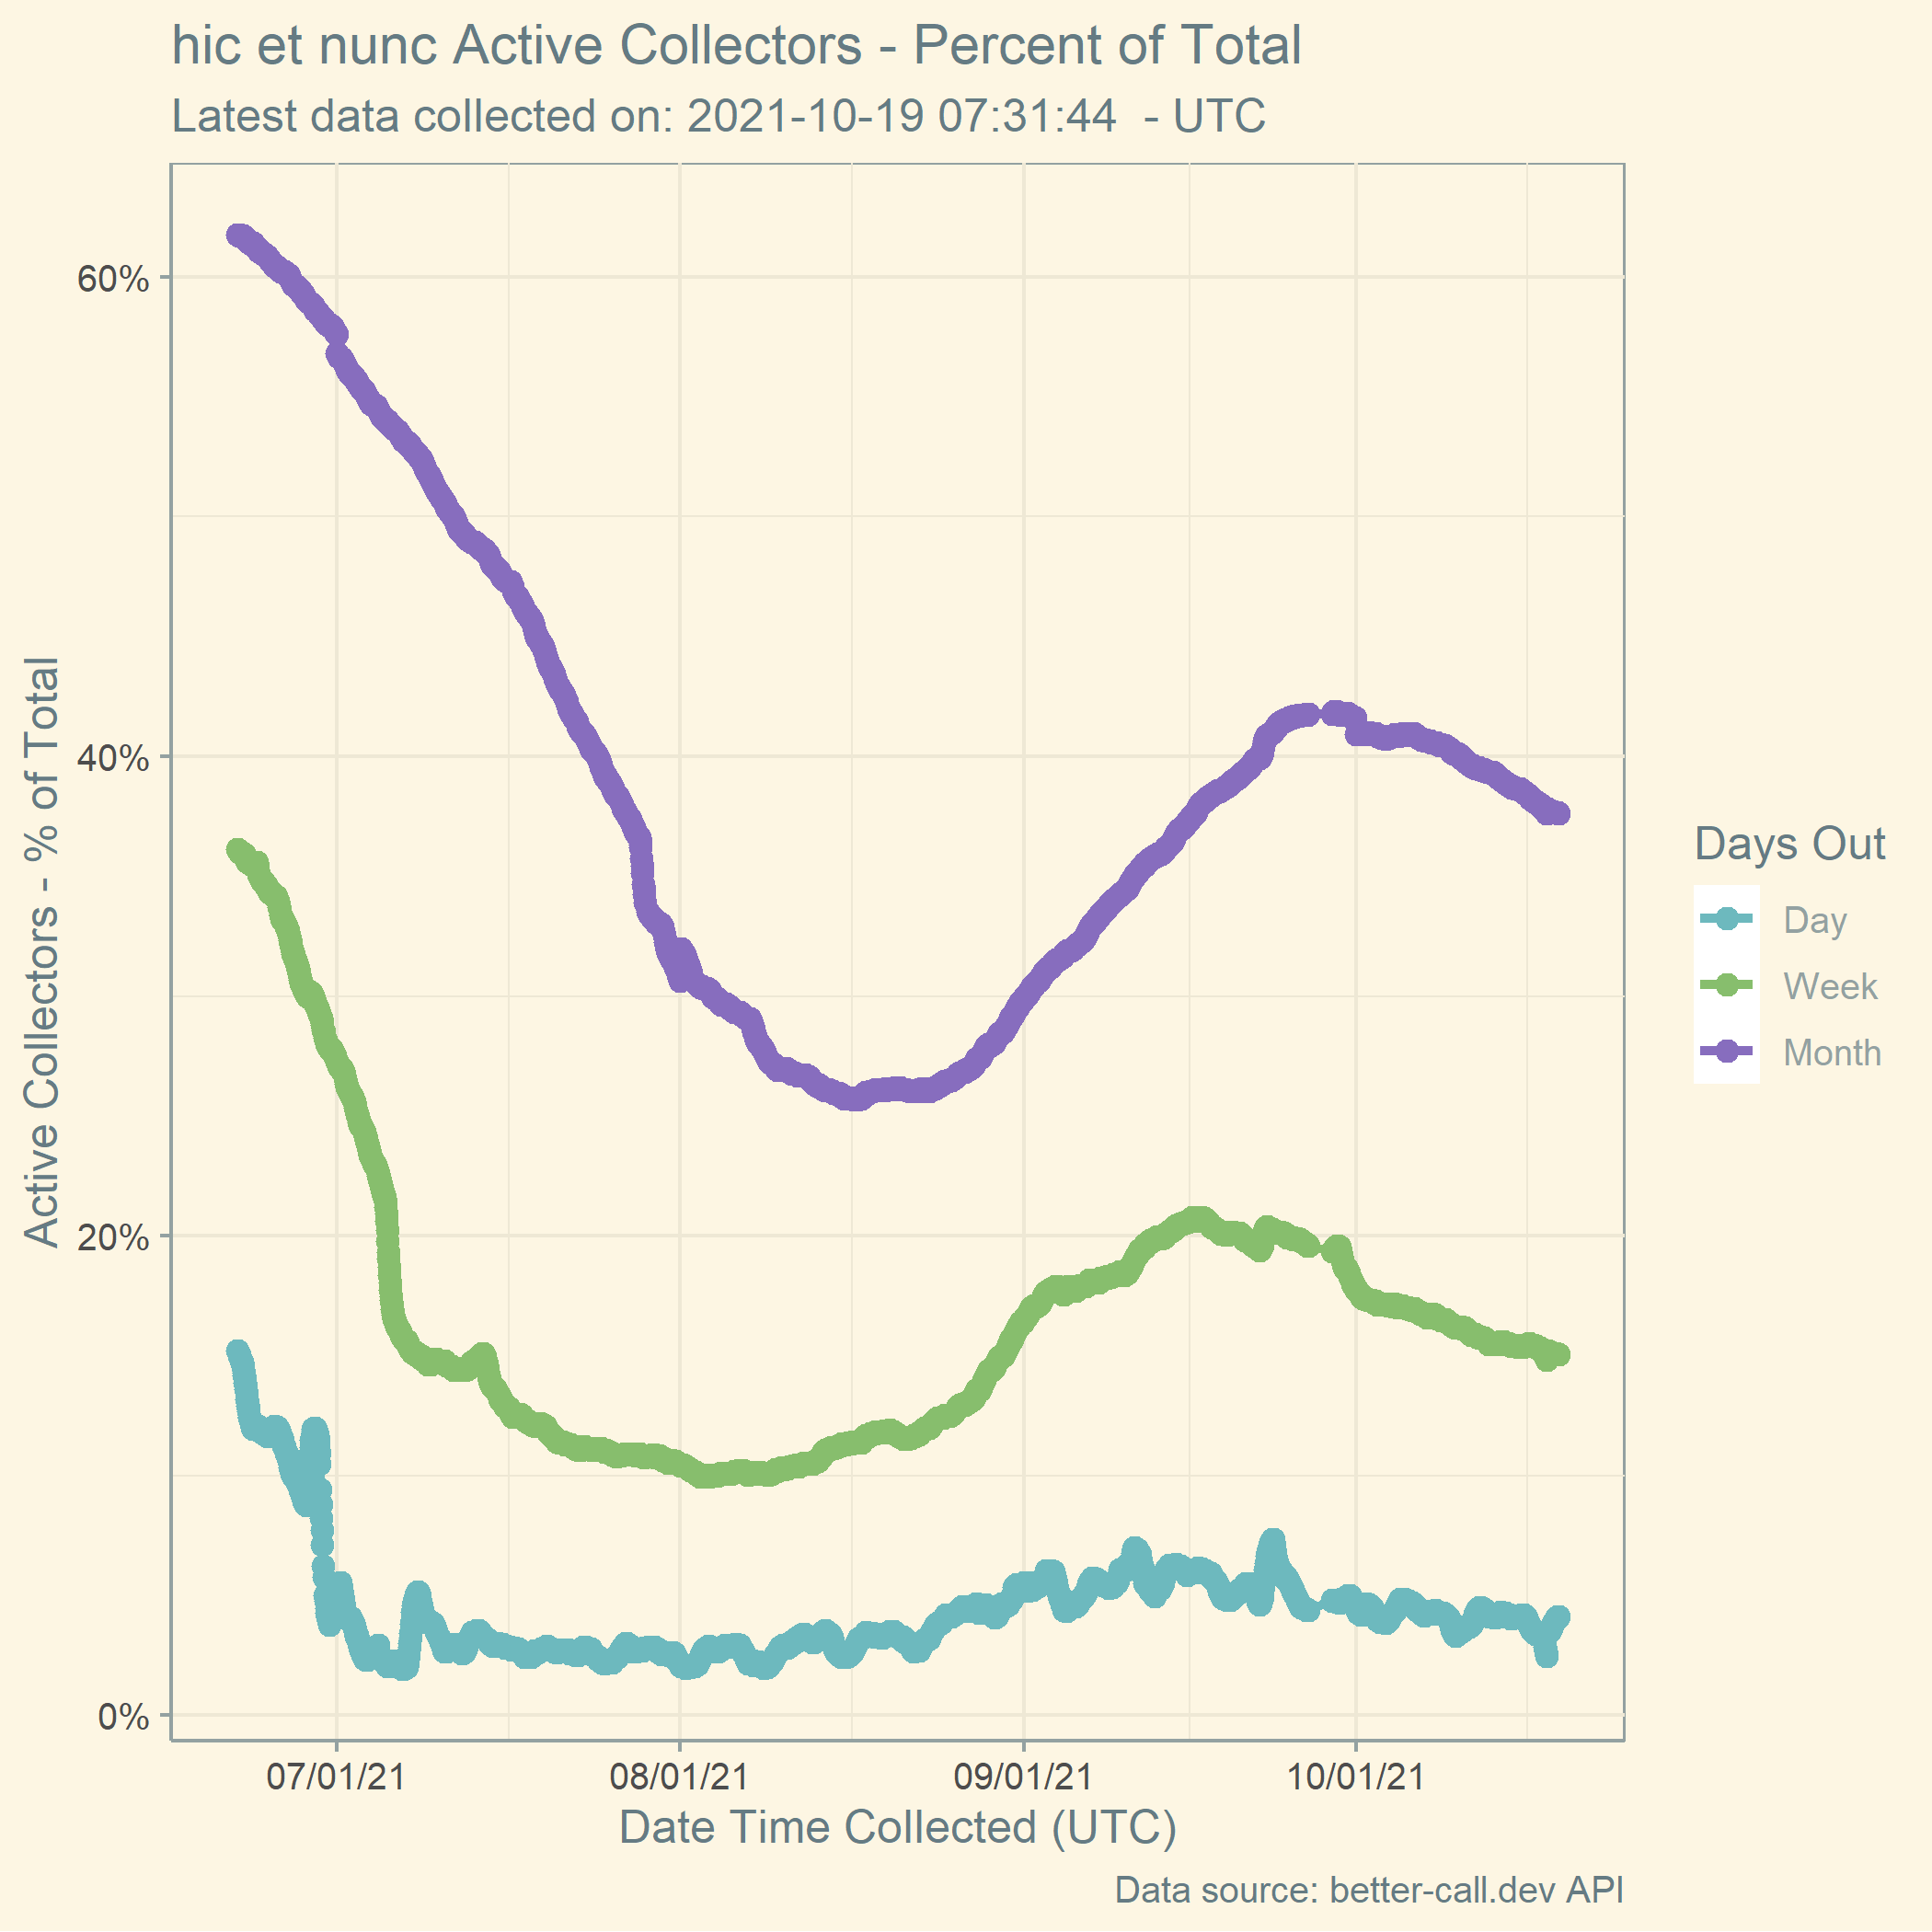 hic et nunc Active Collectors - Percent of Total
Latest data collected on: 2021-10-19 07:31:44  - UTC
Active Collectors - % of Total
60%
40%
20%
0%
07/01/21
08/01/21
09/01/21
10/01/21
Date Time Collected (UTC)
Days Out
Day
Week
Month
Data source: better-call.dev API